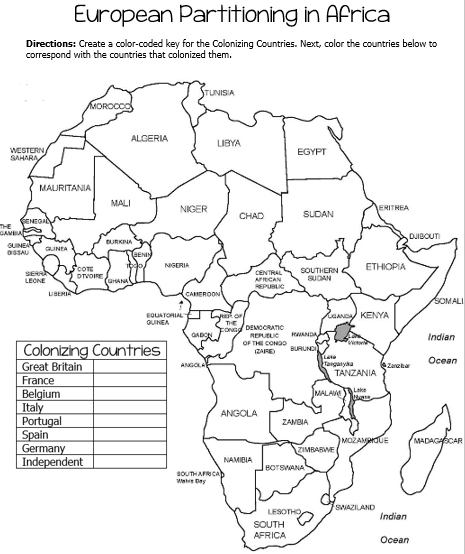 European Partitioning in Africa
Directions: Create a color-coded key for the Colonizing Countries. Next, color the countries below to
correspond with the countries that colonized them.
TUNISIA
MOROCCO
ALGERIA
LIBYA
EGYPT
WESTERN
SAHARA
MAURITANIA
MALI
NIGER
CHAD
SUDAN
ERITREA
DJIBOUTI
SENEGAL
THE
GAMBIA
GUINEA
BISSAU
GUINEA
SIERRA
LEONE
LIBERIA
COTE
D'IVOIRE
BURKINA
GHANA
TOGO
BENIN
NIGERIA
CAMEROON
CENTRAL
AFRICAN
REPUBLIC
SOUTHERN
SUDAN
ETHIOPIA
SOMALI
EQUATORIAL
GUINEA
GABON
REP. OF
THE
CONGO
DEMOCRATIC
REPUBLIC
OF THE CONGO
(ZAIRE)
UGANDA
KENYA
Lake
Victoria
RWANDA
BURUNDI
Lake
Tanganyika
TANZANIA
Zanzibar
Indian
Ocean
ANGOLA
ANGOLA
ZAMBIA
MALAWI
Lake
Nyasa
MOZAMBIQUE
MADAGASCAR
ZIMBABWE
NAMIBIA
BOTSWANA
SOUTH AFRICA
Walvis Bay
SWAZILAND
LESOTHO
SOUTH
AFRICA
Indian
Ocean
Colonizing Countries
Great Britain
France
Belgium
Italy
Portugal
Spain
Germany
Independent